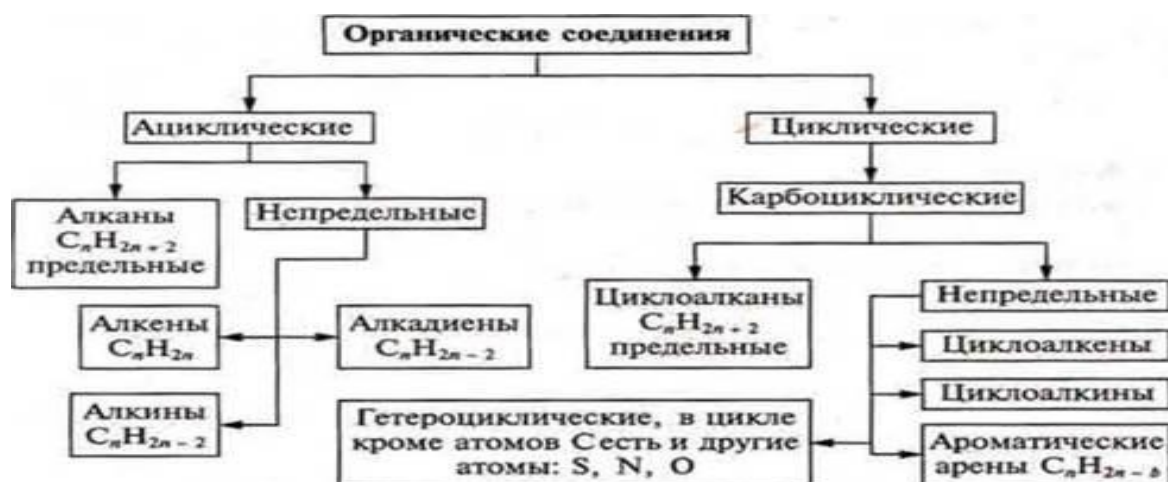 Органические соединения
Ациклические
Циклические
Алканы
CₙH₂ₙ₊₂
предельные
Непредельные
Карбоциклические
Алкены
CₙH₂ₙ
Алкадиены
CₙH₂ₙ₋₂
Алкины
CₙH₂ₙ₋₂
Циклоалканы
CₙH₂ₙ₊₂
предельные
Непредельные
Циклоалкены
Циклоалкины
Ароматические
арены CₙH₂ₙ₋b
Гетероциклические, в цикле
кроме атомов С есть и другие
атомы: S, N, O